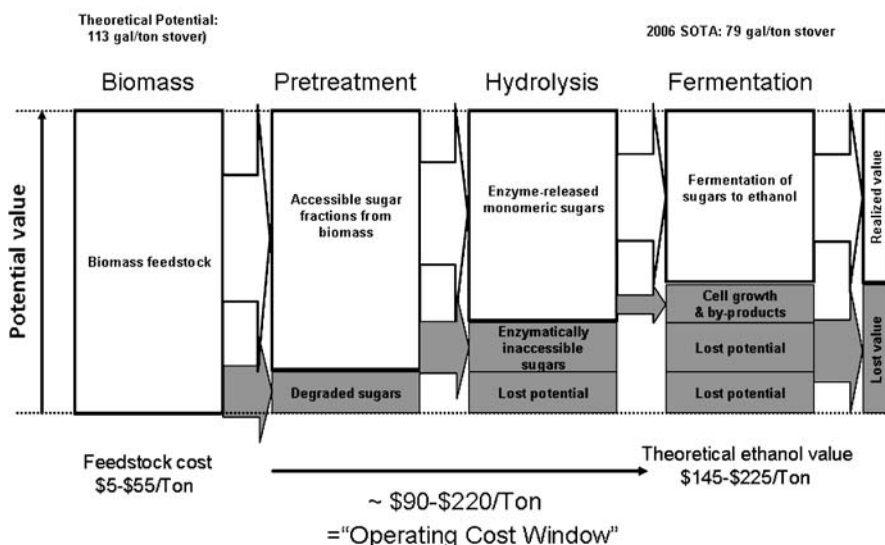 Theoretical Potential:
113 gal/ton stover)
2006 SOTA: 79 gal/ton stover
Biomass
Pretreatment
Hydrolysis
Fermentation
Potential value
Biomass feedstock
Accessible sugar
fractions from
biomass
Enzyme-released
monomeric sugars
Fermentation of
sugars to ethanol
Realized value
Degraded sugars
Enzymatically
inaccessible
sugars
Lost potential
Cell growth
& by-products
Lost potential
Lost potential
Lost value
Feedstock cost
$5-$55/Ton
~ $90-$220/Ton
="Operating Cost Window"
Theoretical ethanol value
$145-$225/Ton